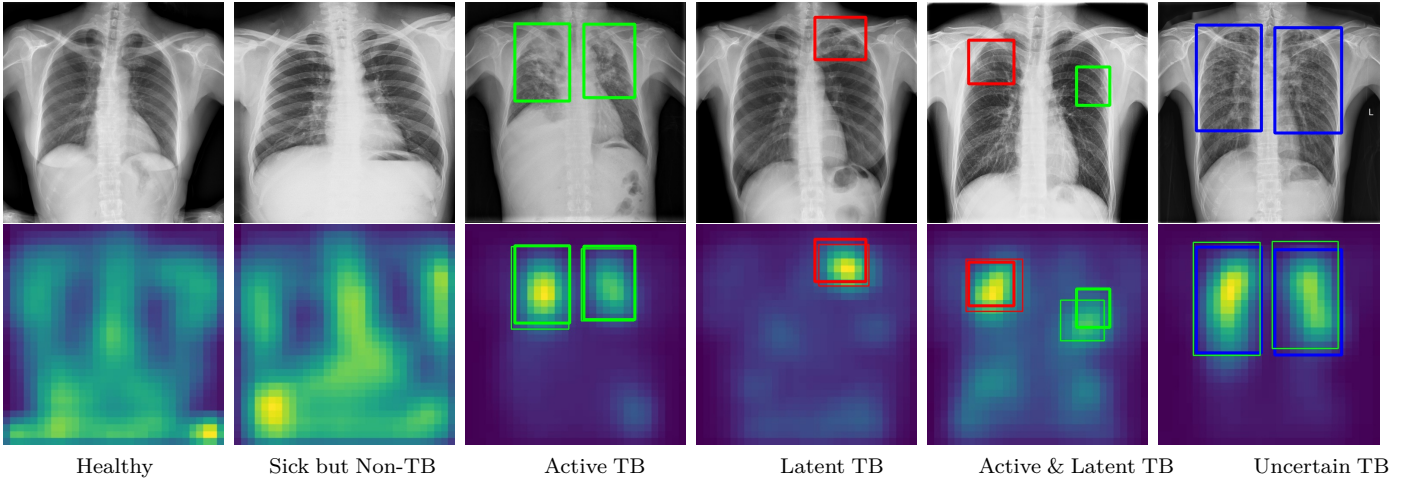 L
Healthy
Sick but Non-TB
Active TB
Latent TB
Active & Latent TB
Uncertain TB